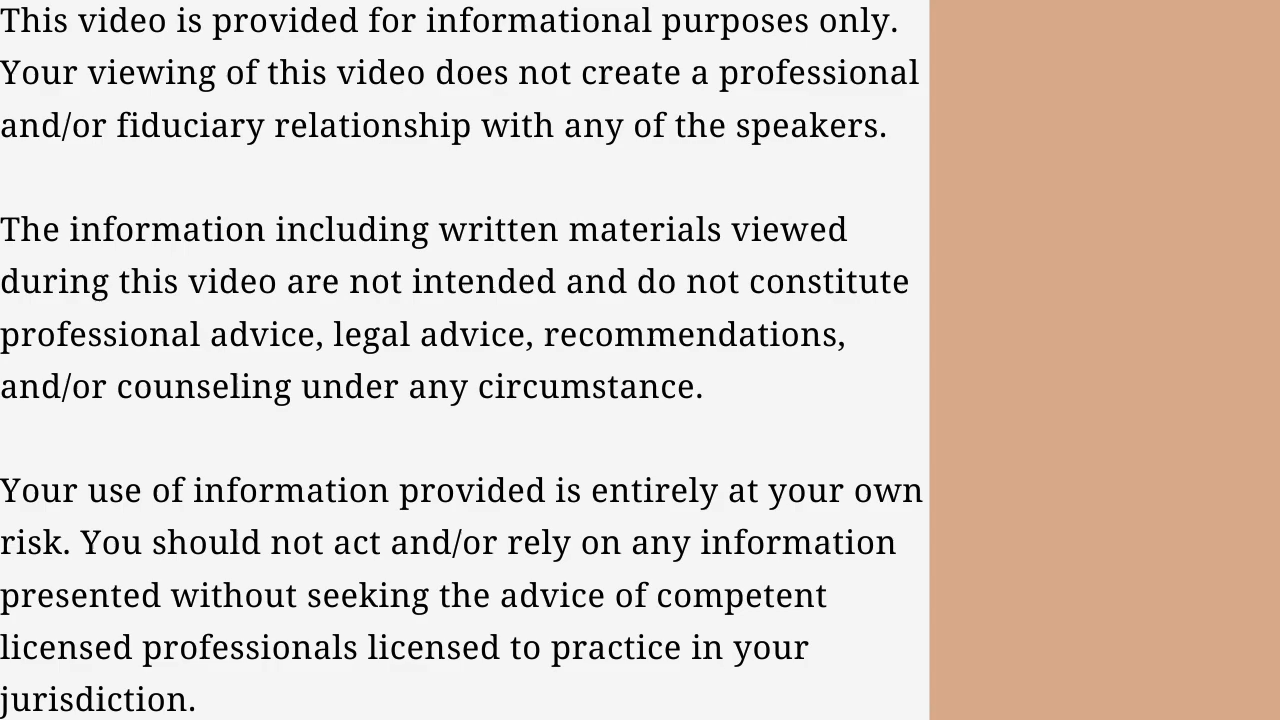 This video is provided for informational purposes only.
Your viewing of this video does not create a professional
and/or fiduciary relationship with any of the speakers.
The information including written materials viewed
during this video are not intended and do not constitute
professional advice, legal advice, recommendations,
and/or counseling under any circumstance.
Your use of information provided is entirely at your own
risk. You should not act and/or rely on any information
presented without seeking the advice of competent
licensed professionals licensed to practice in your
jurisdiction.